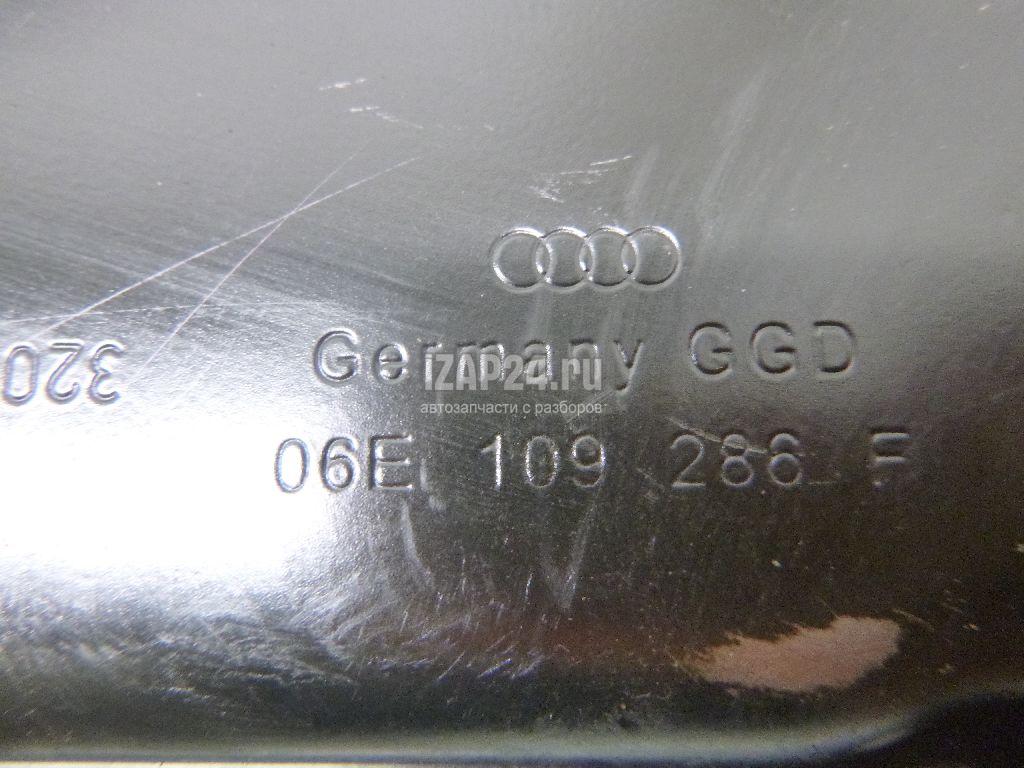 Germany GGD
320
iZAP24.ru
автозапчасти с разборов
06E 109 286 F